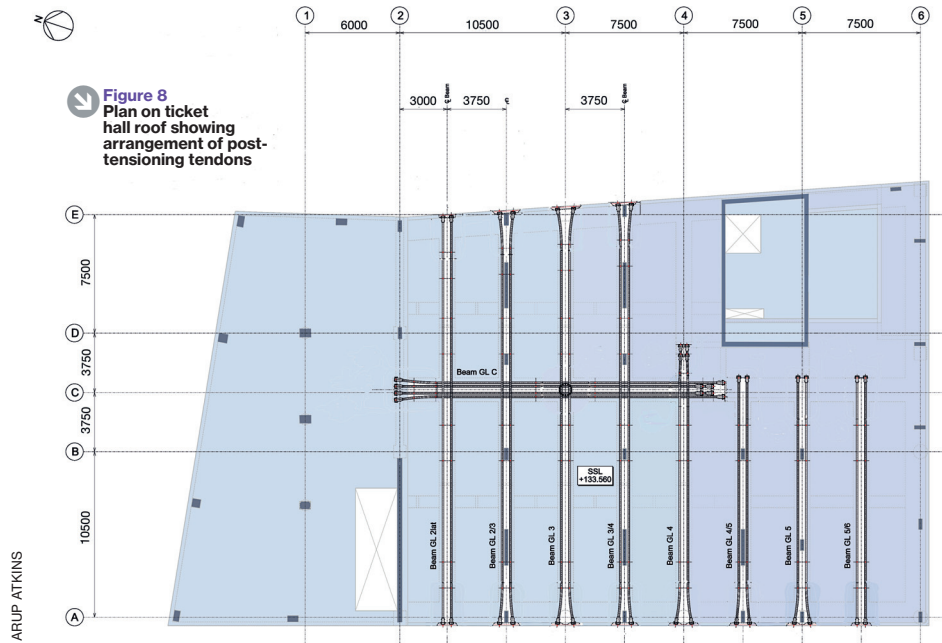 N
1
2
3
4
5
6
6000
10500
7500
7500
7500
Figure 8
Plan on ticket
hall roof showing
arrangement of post-
tensioning tendons
3000
3750
3750
Beam
Beam
E
7500
D
3750
C
3750
B
10500
A
Beam GL C
SSL
+133.560
Beam GL 2lat
Beam GL 2/3
Beam GL 3
Beam GL 3/4
Beam GL 4
Beam GL 4/5
Beam GL 5
Beam GL 5/6
ARUP ATKINS